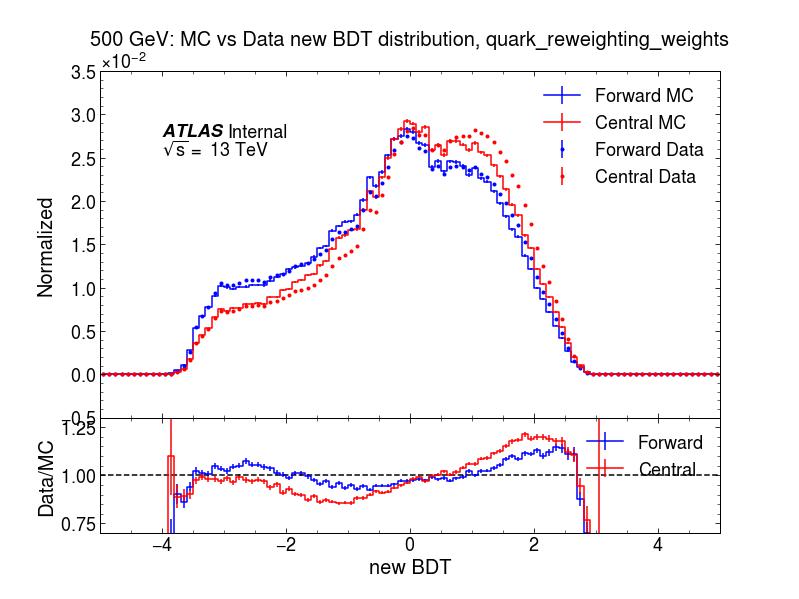 500 GeV: MC vs Data new BDT distribution, quark_reweighting_weights
×10⁻²
3.5
3.0
2.5
2.0
1.5
1.0
0.5
0.0
0.5
Normalized
ATLAS Internal
√s = 13 TeV
Forward MC
Central MC
Forward Data
Central Data
1.25
1.00
0.75
Data/MC
Forward
Central
−4 −2 0 2 4
new BDT